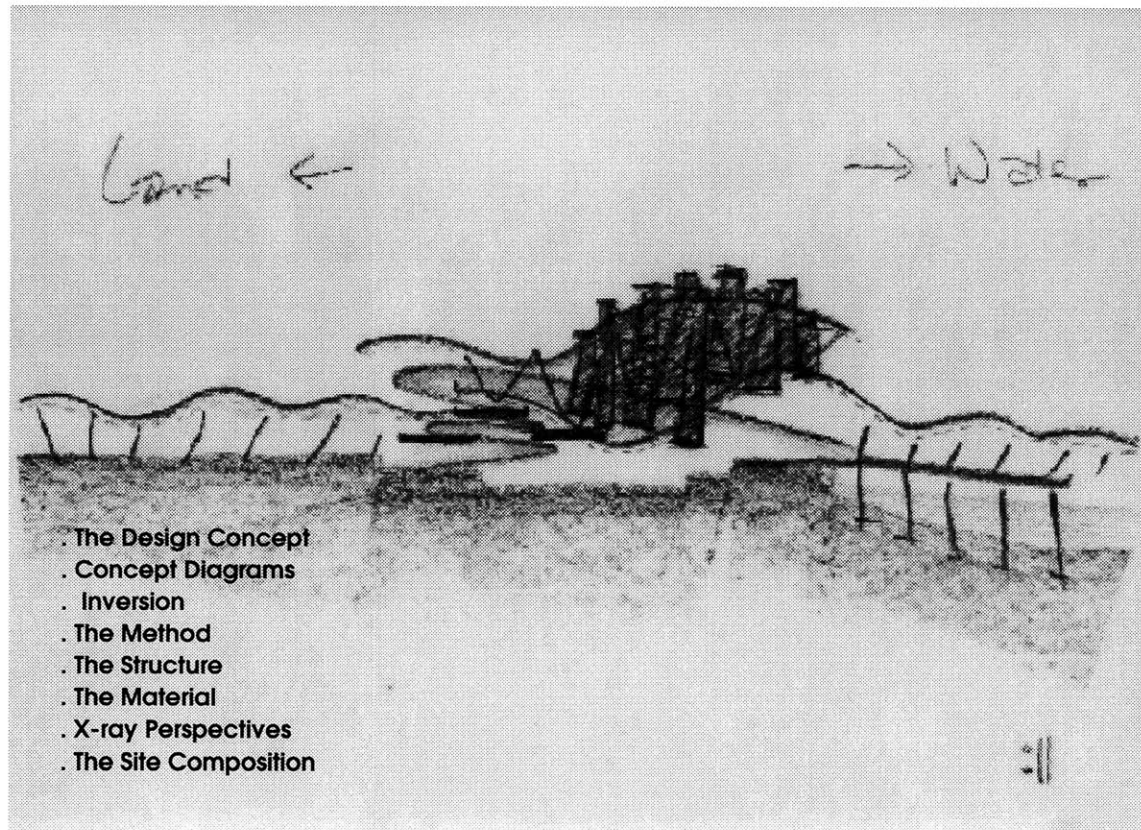 Land ← → Water
. The Design Concept
. Concept Diagrams
. Inversion
. The Method
. The Structure
. The Material
. X-ray Perspectives
. The Site Composition